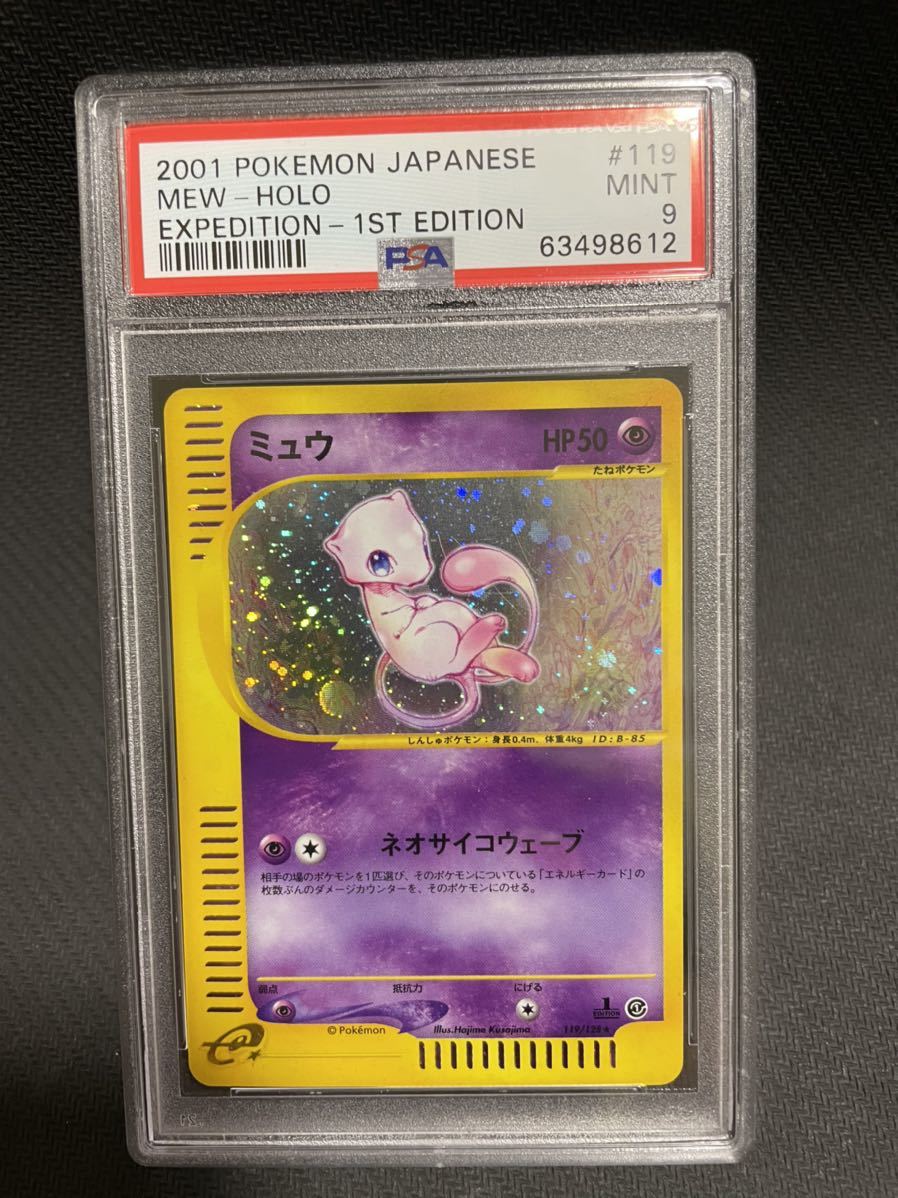 2001 POKEMON JAPANESE #119
MEW - HOLO MINT
EXPEDITION - 1ST EDITION 9
63498612
PSA
ミュウ HP50
たねポケモン
しんしゅポケモン：身長0.4m、体重4kg ID:B-85
ネオサイコウェーブ
相手の場のポケモンを1匹選び、そのポケモンについている「エネルギーカード」の
枚数ぶんのダメージカウンターを、そのポケモンにのせる。
弱点 抵抗力 にげる
1
EDITION
©Pokémon Illus.Hajime Kusajima 119/128★
e